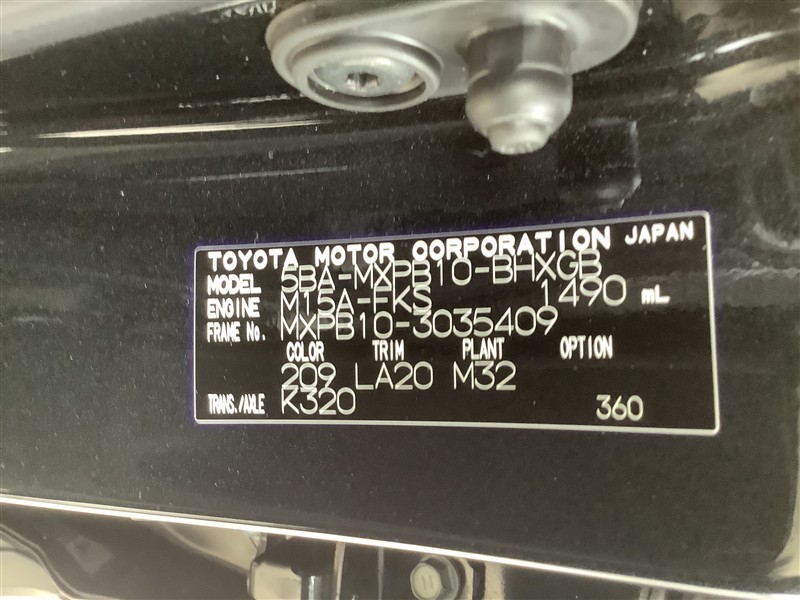 TOYOTA MOTOR CORPORATION JAPAN
MODEL 5BA-MXPB10-BHXGB
ENGINE M15A-FKS 1490 mL
FRAME No. MXPB10-3035409
COLOR TRIM PLANT OPTION
209 LA20 M32
TRANS./AXLE K320 360